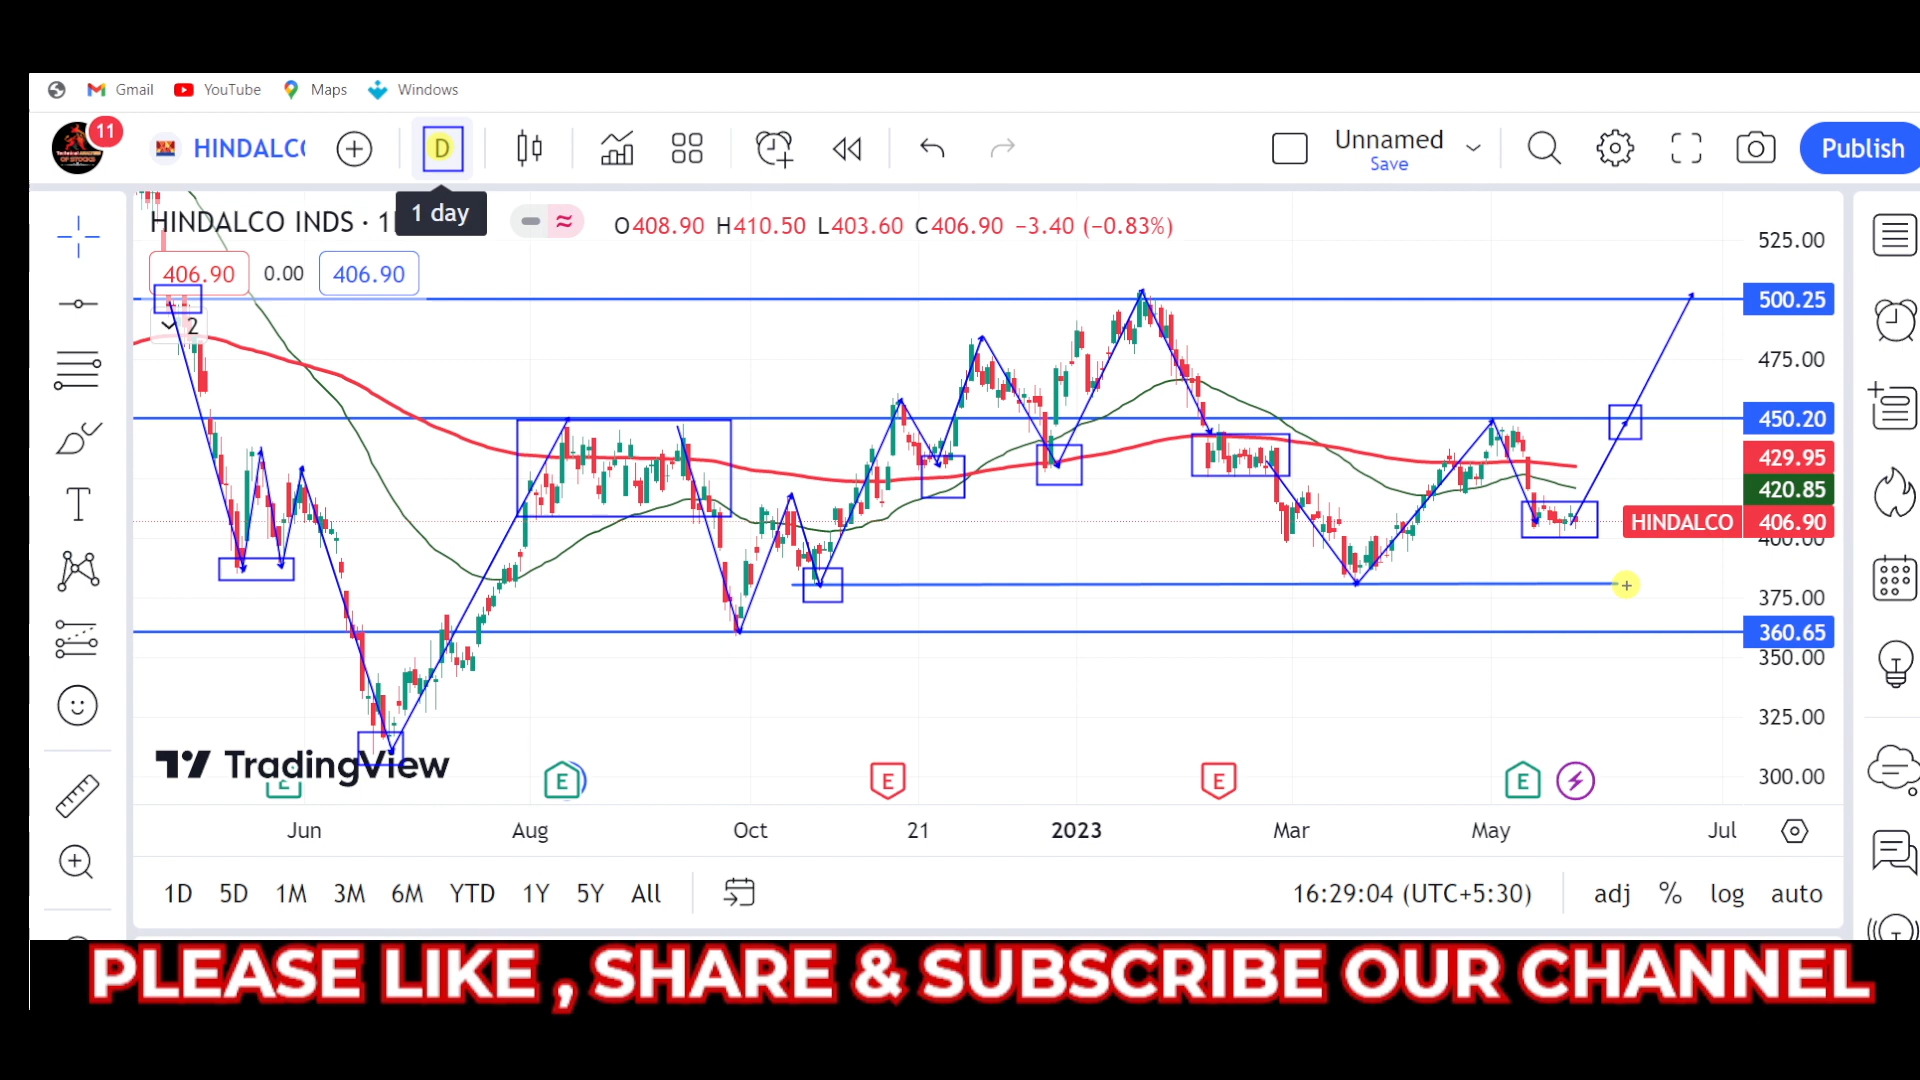 Gmail YouTube Maps Windows
11 HINDALC D Unnamed Save Publish
1 day
HINDALCO INDS · 1 O408.90 H410.50 L403.60 C406.90 −3.40 (−0.83%)
406.90 0.00 406.90
2
525.00
500.25
475.00
450.20
429.95
420.85
HINDALCO 406.90
400.00
375.00
360.65
350.00
325.00
300.00
TradingView
E E E E E
Jun Aug Oct 21 2023 Mar May Jul
1D 5D 1M 3M 6M YTD 1Y 5Y All 16:29:04 (UTC+5:30) adj % log auto
PLEASE LIKE , SHARE & SUBSCRIBE OUR CHANNEL